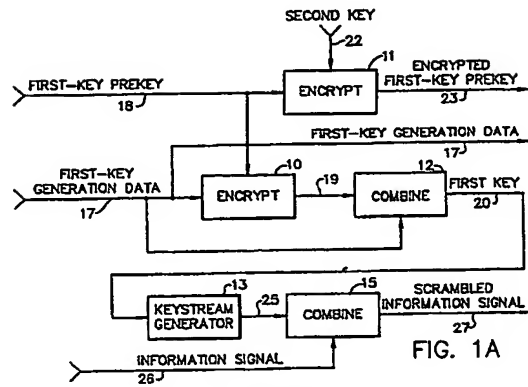 SECOND KEY
22
11
FIRST-KEY PREKEY
18
ENCRYPT
ENCRYPTED
FIRST-KEY PREKEY
23
FIRST-KEY GENERATION DATA
17
FIRST-KEY
GENERATION DATA
17
10
ENCRYPT
19
12
COMBINE
FIRST KEY
20
13
KEYSTREAM
GENERATOR
25
15
COMBINE
SCRAMBLED
INFORMATION SIGNAL
27
INFORMATION SIGNAL
26
FIG. 1A